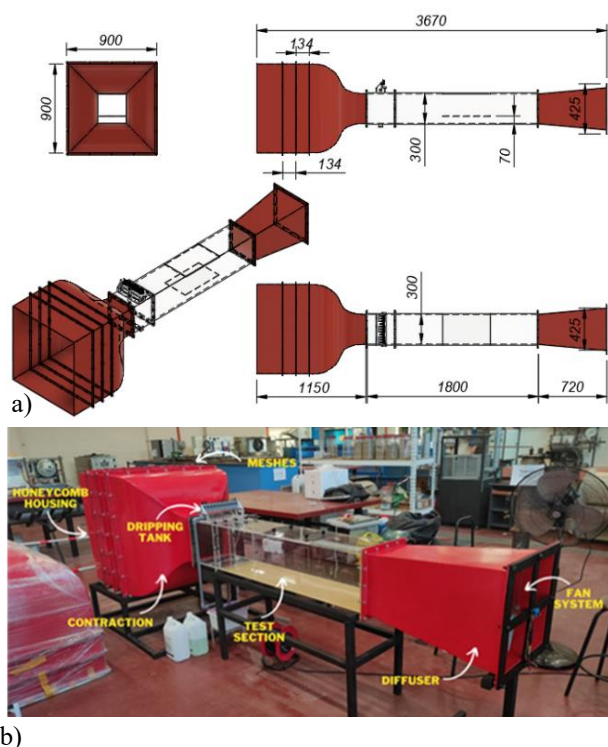 900
900
3670
134
134
300
70
425
300
425
1150
1800
720
a)
MESHES
HONEYCOMB
HOUSING
DRIPPING
TANK
CONTRACTION
TEST
SECTION
FAN
SYSTEM
DIFFUSER
b)